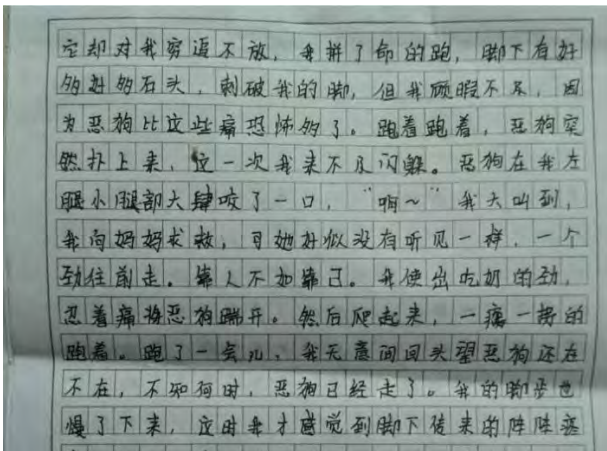 它却对我穷追不放，我拼了命的跑，脚下有好
多好多石头，刺破我的脚，但我顾暇不及，因
为恶狗比这些痛恐怖多了。跑着跑着，恶狗突
然扑上来，这一次我来不及闪躲。恶狗在我左
腿小腿部大肆咬了一口，“啊～”我大叫到，
我向妈妈求救，可她好似没有听见一样，一个
劲往前走。靠人不如靠己。我使出吃奶的劲，
忍着痛将恶狗踹开。然后爬起来，一瘸一拐的
跑着。跑了一会儿，我无意间回头望恶狗还在
不在，不知何时，恶狗已经走了。我的脚步也
慢了下来，这时我才感觉到脚下传来的阵阵疼